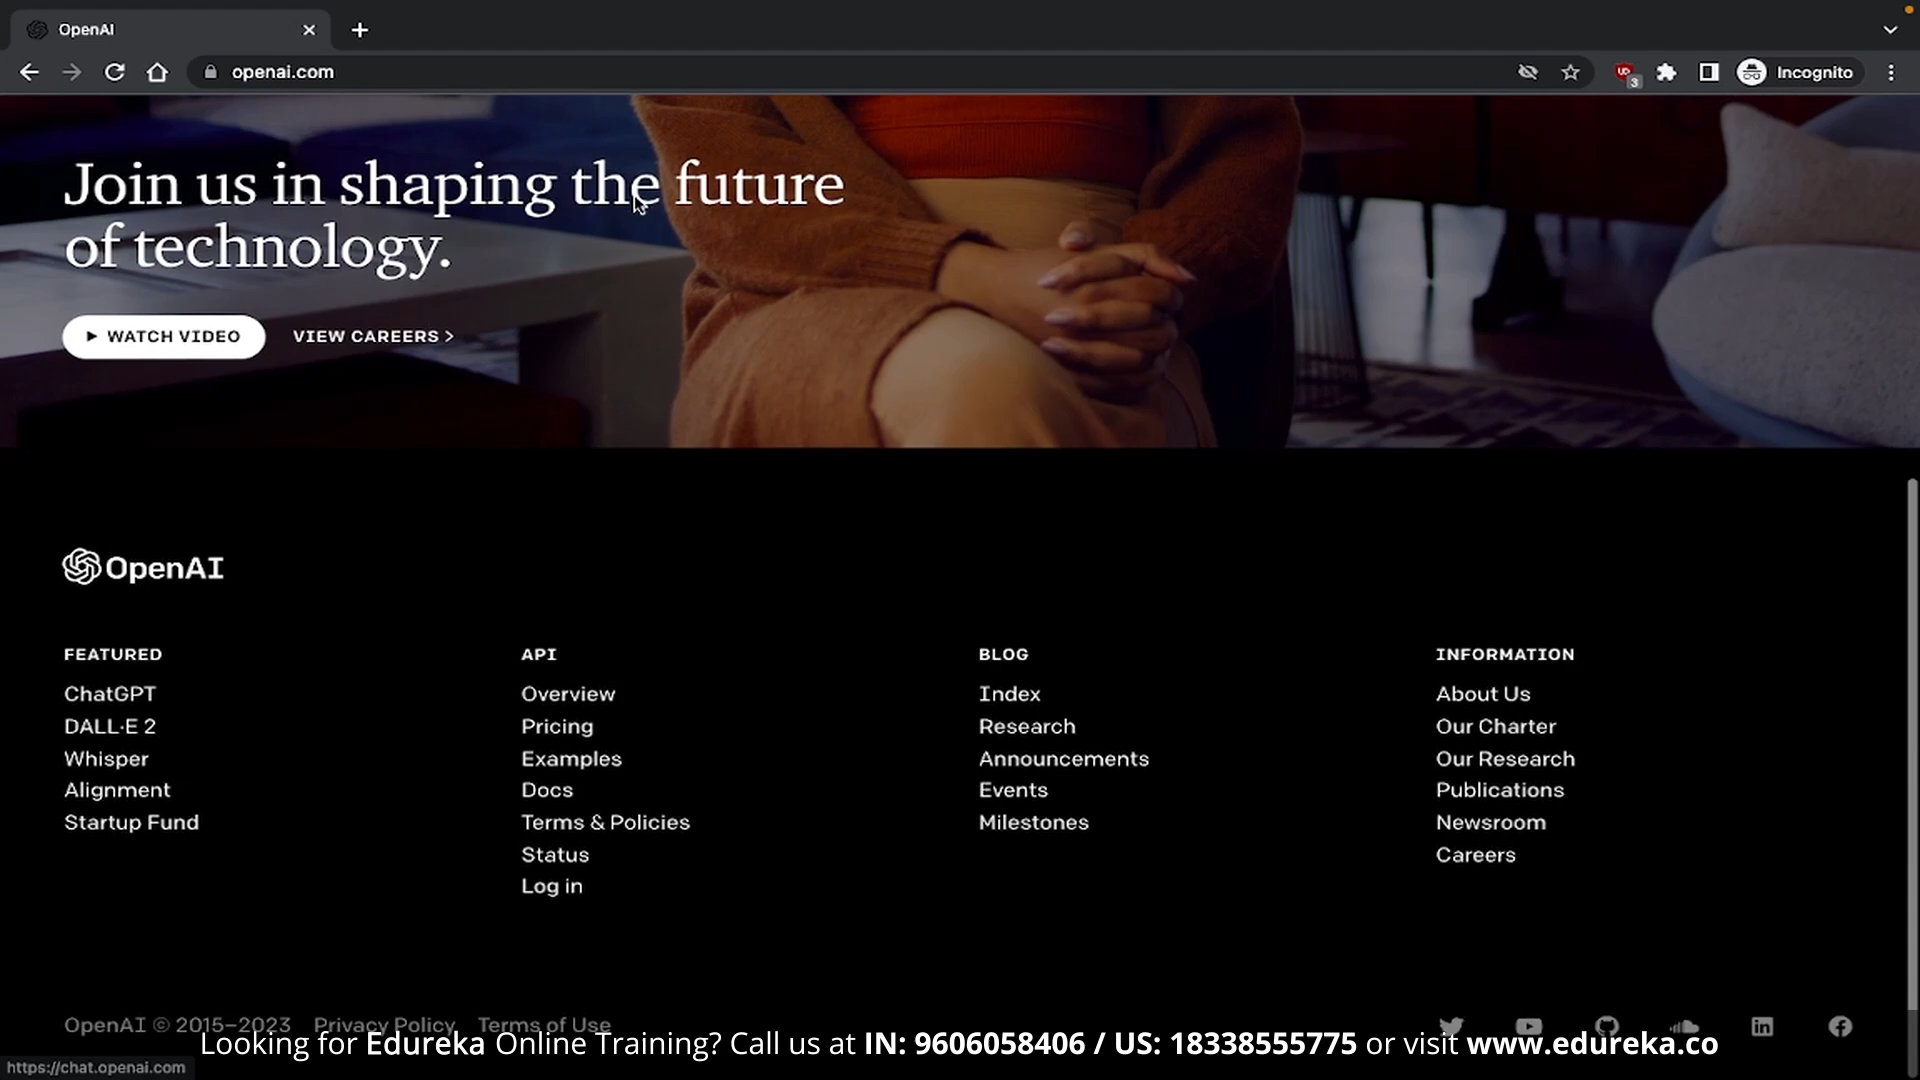 OpenAI
openai.com
3
Incognito
Join us in shaping the future
of technology.
WATCH VIDEO
VIEW CAREERS >
OpenAI
FEATURED
ChatGPT
DALL·E 2
Whisper
Alignment
Startup Fund
API
Overview
Pricing
Examples
Docs
Terms & Policies
Status
Log in
BLOG
Index
Research
Announcements
Events
Milestones
INFORMATION
About Us
Our Charter
Our Research
Publications
Newsroom
Careers
OpenAI © 2015–2023 Privacy Policy Terms of Use
Looking for Edureka Online Training? Call us at IN: 9606058406 / US: 18338555775 or visit www.edureka.co
https://chat.openai.com